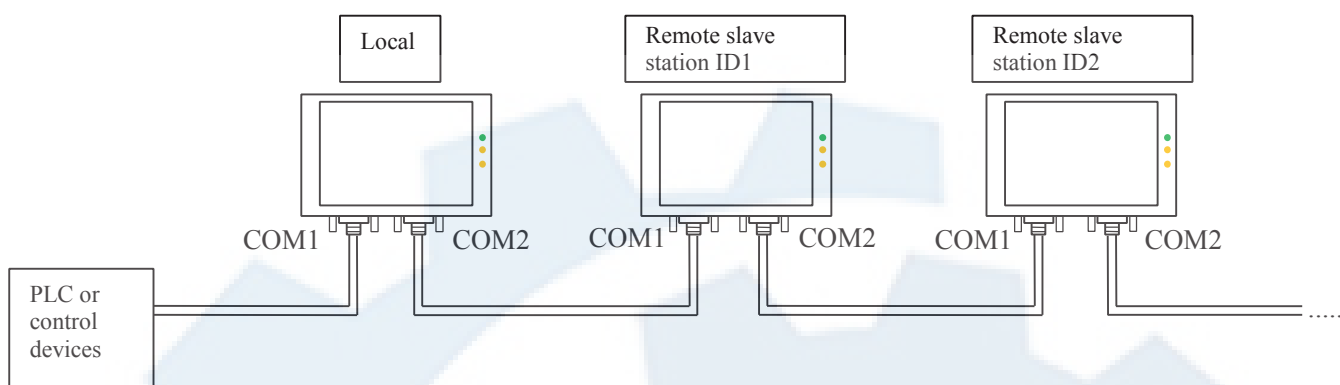 Local
Remote slave
station ID1
Remote slave
station ID2
COM1
COM2
COM1
COM2
COM1
COM2
PLC or
control
devices
.....